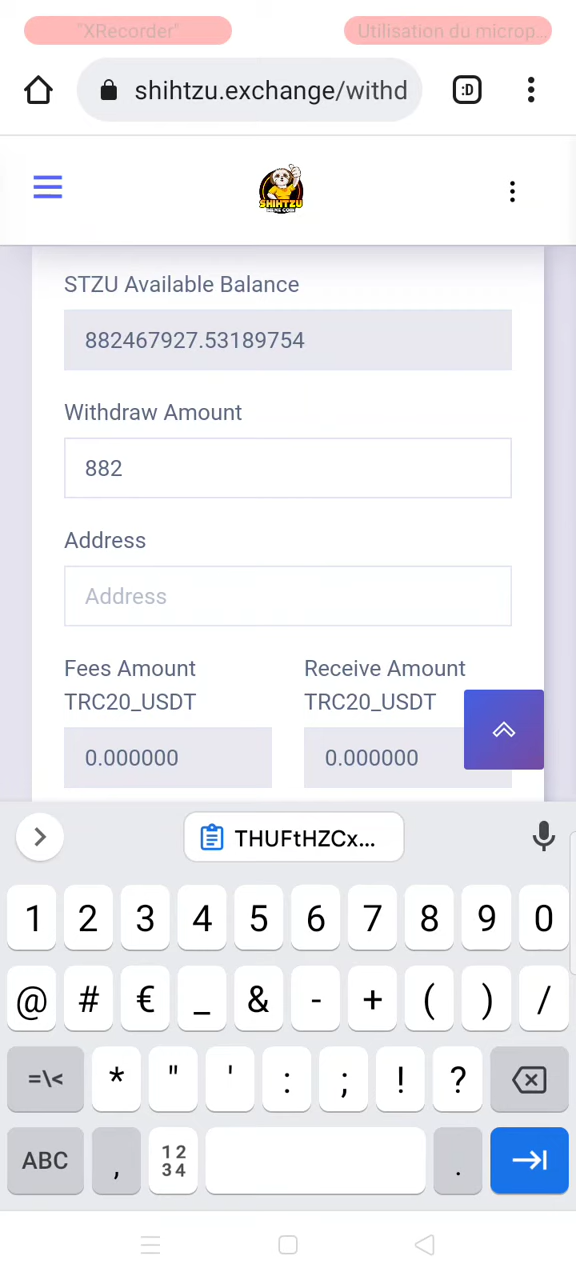 "XRecorder" Utilisation du microp...
:D
shihtzu.exchange/withd
SHIHTZU
STZU Available Balance
882467927.53189754
Withdraw Amount
882
Address
Address
Fees Amount Receive Amount
TRC20_USDT TRC20_USDT
0.000000 0.000000
THUFtHZCx...
1 2 3 4 5 6 7 8 9 0
@ # € _ & - + ( ) /
=\< * " ' : ; ! ?
ABC , 12 34 .